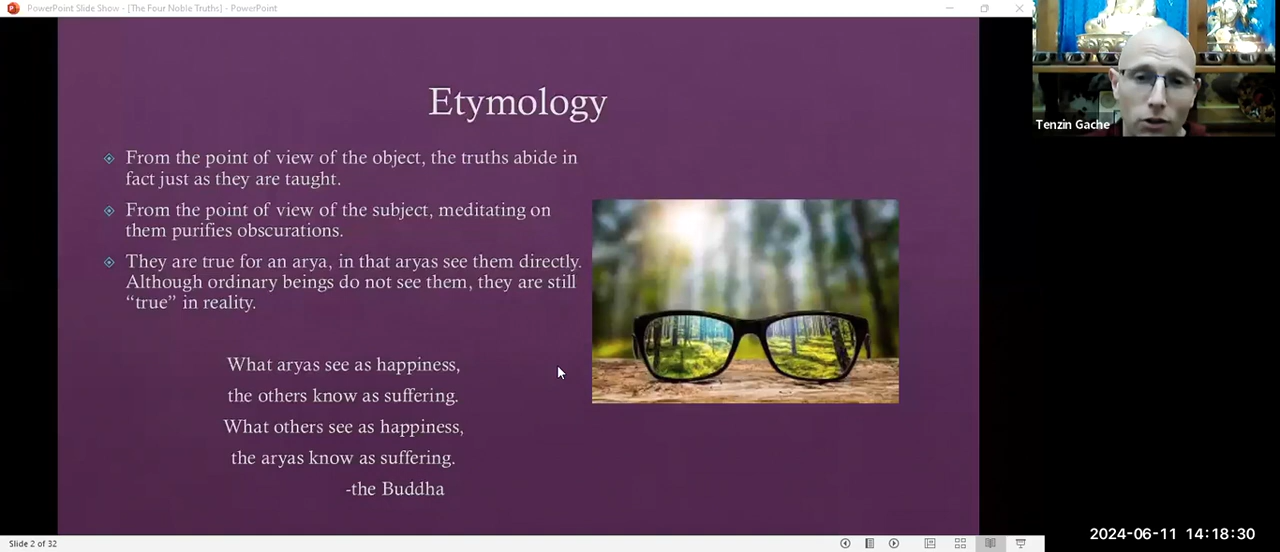 PowerPoint Slide Show - [The Four Noble Truths] - PowerPoint
Etymology
From the point of view of the object, the truths abide in
fact just as they are taught.
From the point of view of the subject, meditating on
them purifies obscurations.
They are true for an arya, in that aryas see them directly.
Although ordinary beings do not see them, they are still
“true” in reality.
What aryas see as happiness,
the others know as suffering.
What others see as happiness,
the aryas know as suffering.
-the Buddha
Tenzin Gache
Slide 2 of 32
2024-06-11 14:18:30